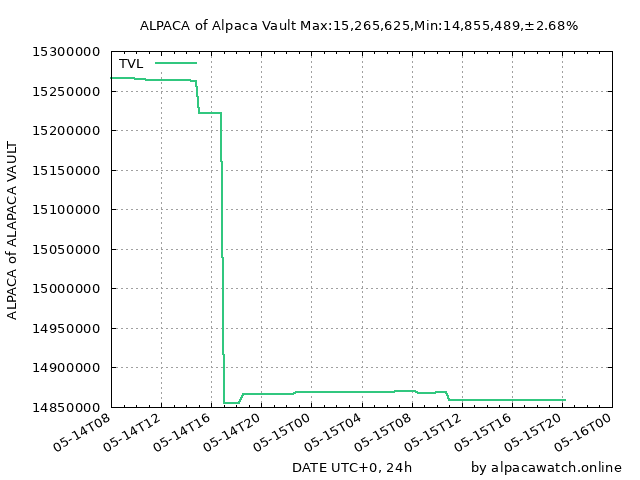 ALPACA of Alpaca Vault Max:15,265,625,Min:14,855,489,±2.68%
TVL
15300000
15250000
15200000
15150000
15100000
15050000
15000000
14950000
14900000
14850000
ALPACA of ALAPACA VAULT
05-14T08
05-14T12
05-14T16
05-14T20
05-15T00
05-15T04
05-15T08
05-15T12
05-15T16
05-15T20
05-16T00
DATE UTC+0, 24h
by alpacawatch.online